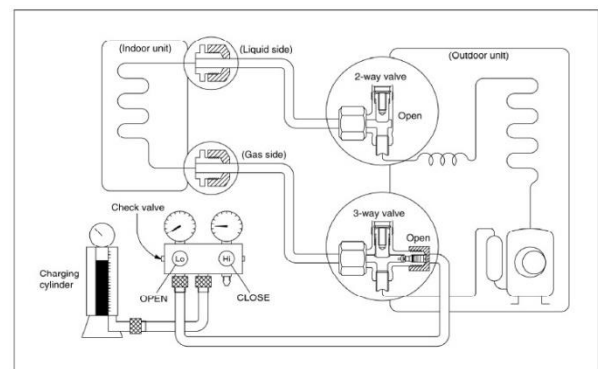 (Indoor unit)
(Liquid side)
(Outdoor unit)
2-way valve
Open
(Gas side)
3-way valve
Open
Check valve
Lo
Hi
Charging
cylinder
OPEN
CLOSE